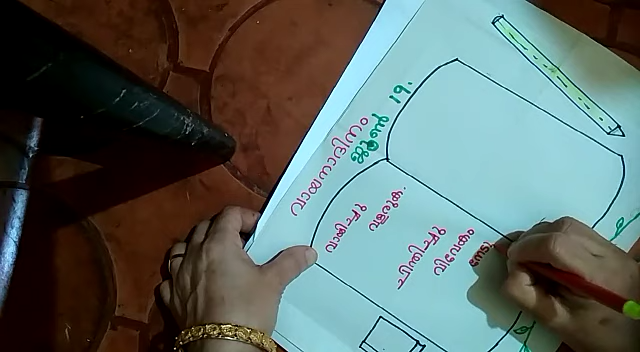 വായനാദിനം
ജൂൺ 19.
വായിച്ചു
വളരുക.
ചിന്തിച്ചു
വിവേകം
നേടു